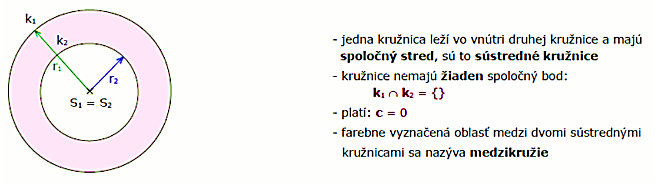 k₁
k₂
r₁
r₂
S₁ = S₂
- jedna kružnica leží vo vnútri druhej kružnice a majú
spoločný stred, sú to sústredné kružnice
- kružnice nemajú žiaden spoločný bod:
k₁ ∩ k₂ = {}
- platí: c = 0
- farebne vyznačená oblasť medzi dvomi sústrednými
kružnicami sa nazýva medzikružie